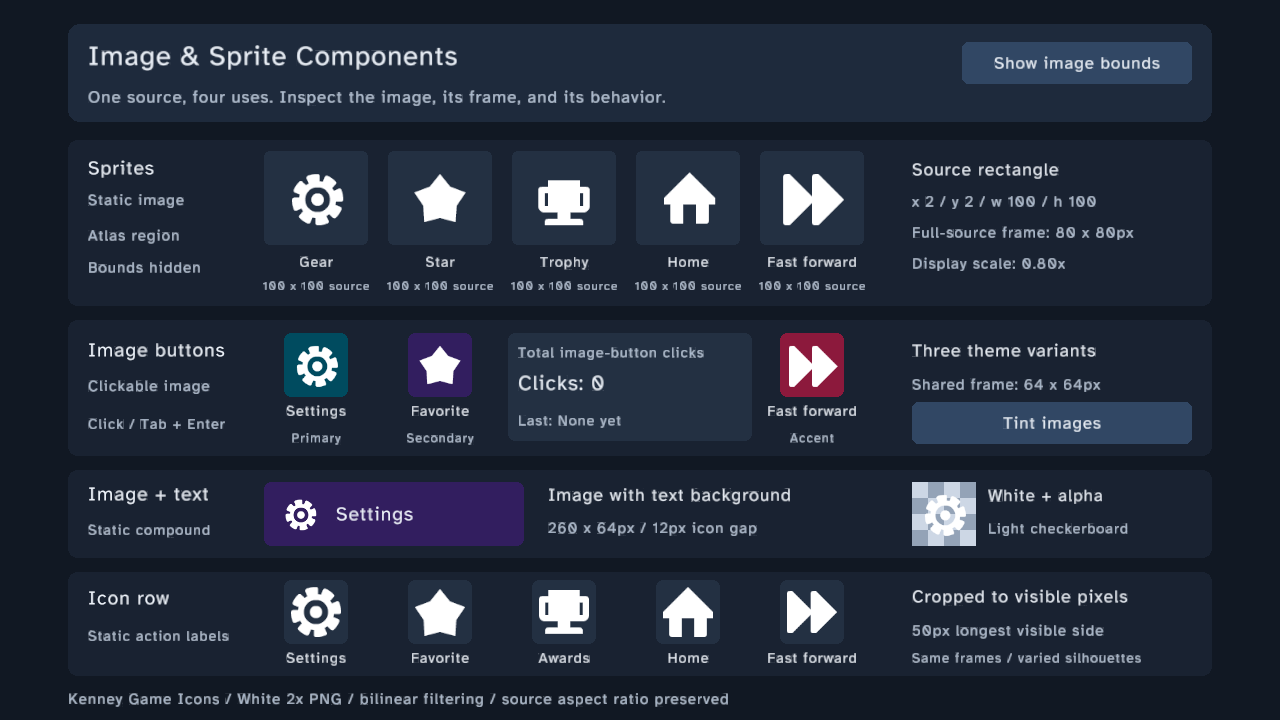 Image & Sprite Components
Show image bounds
One source, four uses. Inspect the image, its frame, and its behavior.
Sprites
Static image
Atlas region
Bounds hidden
Gear
Star
Trophy
Home
Fast forward
100 x 100 source
100 x 100 source
100 x 100 source
100 x 100 source
100 x 100 source
Source rectangle
x 2 / y 2 / w 100 / h 100
Full-source frame: 80 x 80px
Display scale: 0.80x
Image buttons
Clickable image
Click / Tab + Enter
Settings
Primary
Favorite
Secondary
Total image-button clicks
Clicks: 0
Last: None yet
Fast forward
Accent
Three theme variants
Shared frame: 64 x 64px
Tint images
Image + text
Static compound
Settings
Image with text background
260 x 64px / 12px icon gap
White + alpha
Light checkerboard
Icon row
Static action labels
Settings
Favorite
Awards
Home
Fast forward
Cropped to visible pixels
50px longest visible side
Same frames / varied silhouettes
Kenney Game Icons / White 2x PNG / bilinear filtering / source aspect ratio preserved